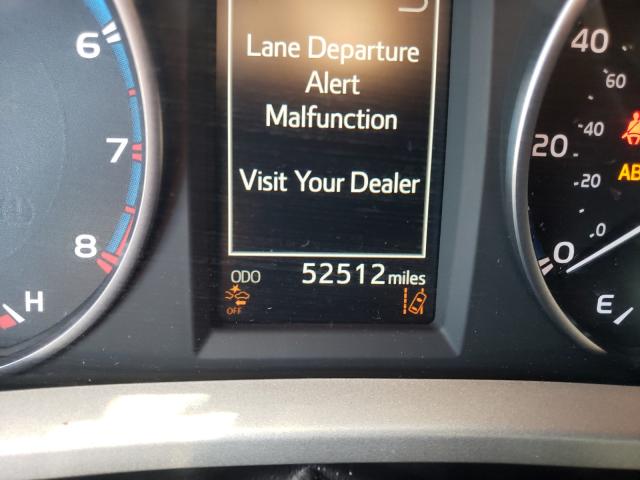 Lane Departure
Alert
Malfunction
Visit Your Dealer
ODO 52512 miles
OFF
6
7
8
H
40
60
40
20
20
0
0
E
AB